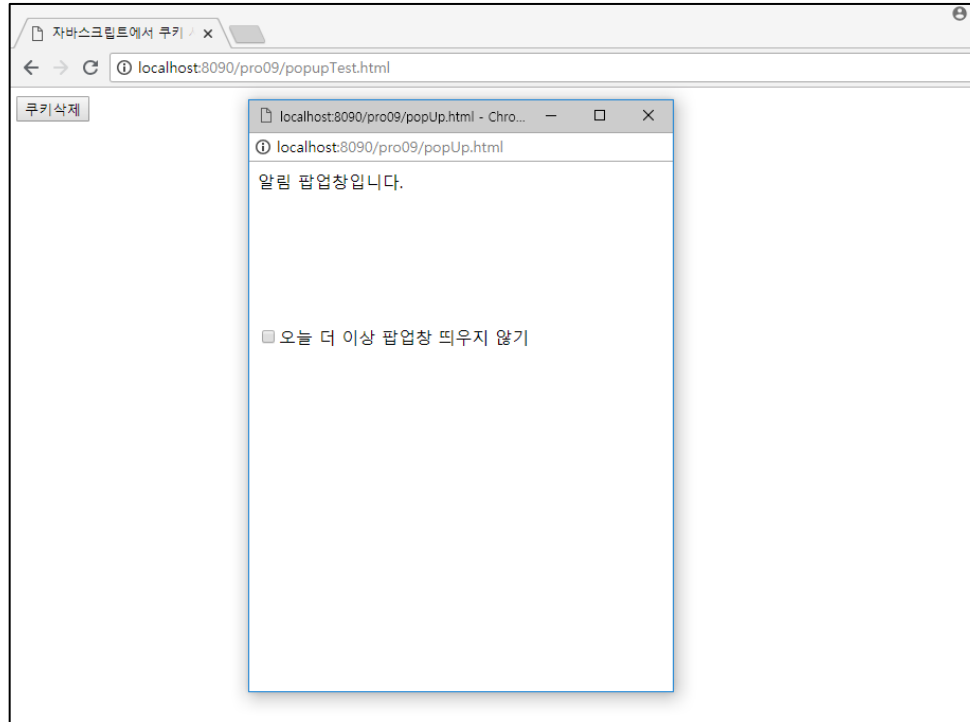 자바스크립트에서 쿠키
localhost:8090/pro09/popupTest.html
쿠키삭제
localhost:8090/pro09/popUp.html - Chro...
localhost:8090/pro09/popUp.html
알림 팝업창입니다.
오늘 더 이상 팝업창 띄우지 않기